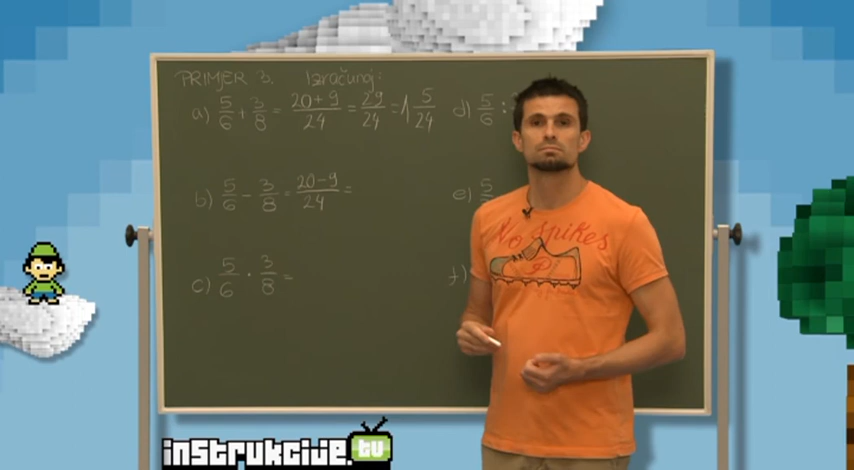 PRIMJER 3. Izračunaj:
a) 5/6 + 3/8 = 20+9/24 = 29/24 = 1 5/24
d) 5/6 :
b) 5/6 - 3/8 = 20-9/24 =
e) 5
c) 5/6 · 3/8 =
f)
No spikes
P
instrukcije.tv